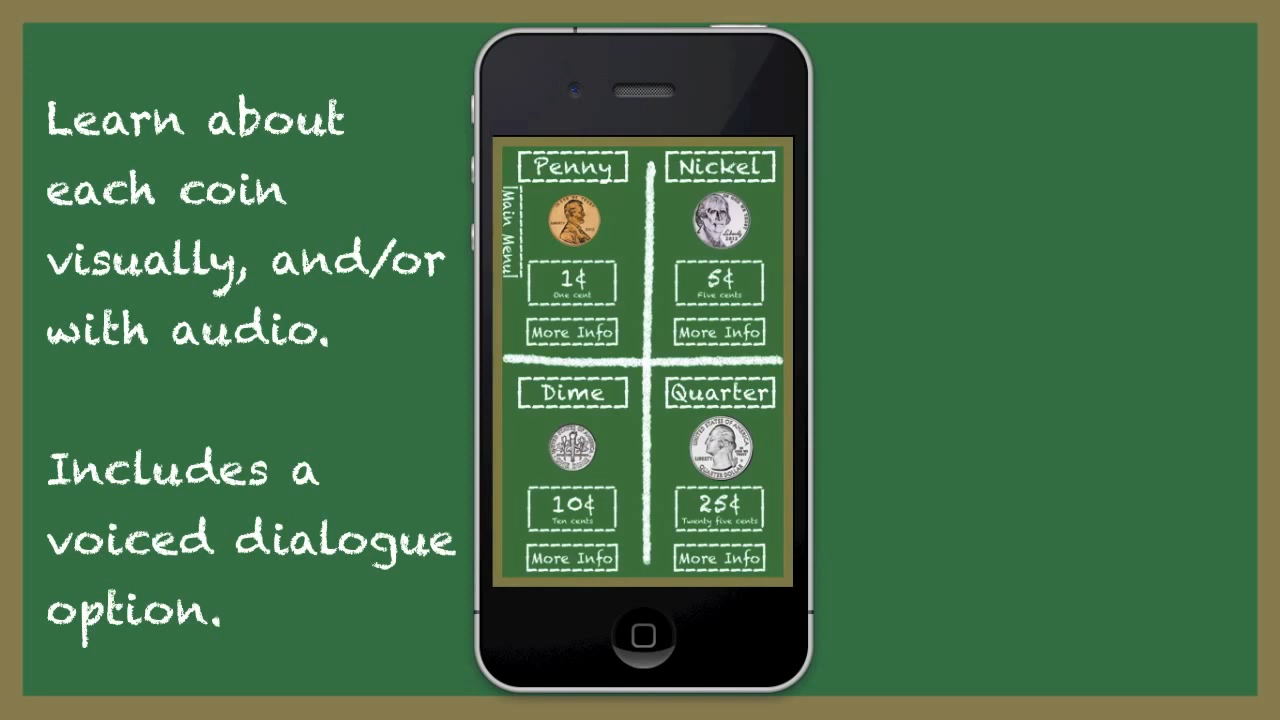 Learn about
each coin
visually, and/or
with audio.
Includes a
voiced dialogue
option.
Penny
Nickel
Main Menu
1¢
One cent
5¢
Five cents
More Info
More Info
Dime
Quarter
10¢
Ten cents
25¢
Twenty five cents
More Info
More Info